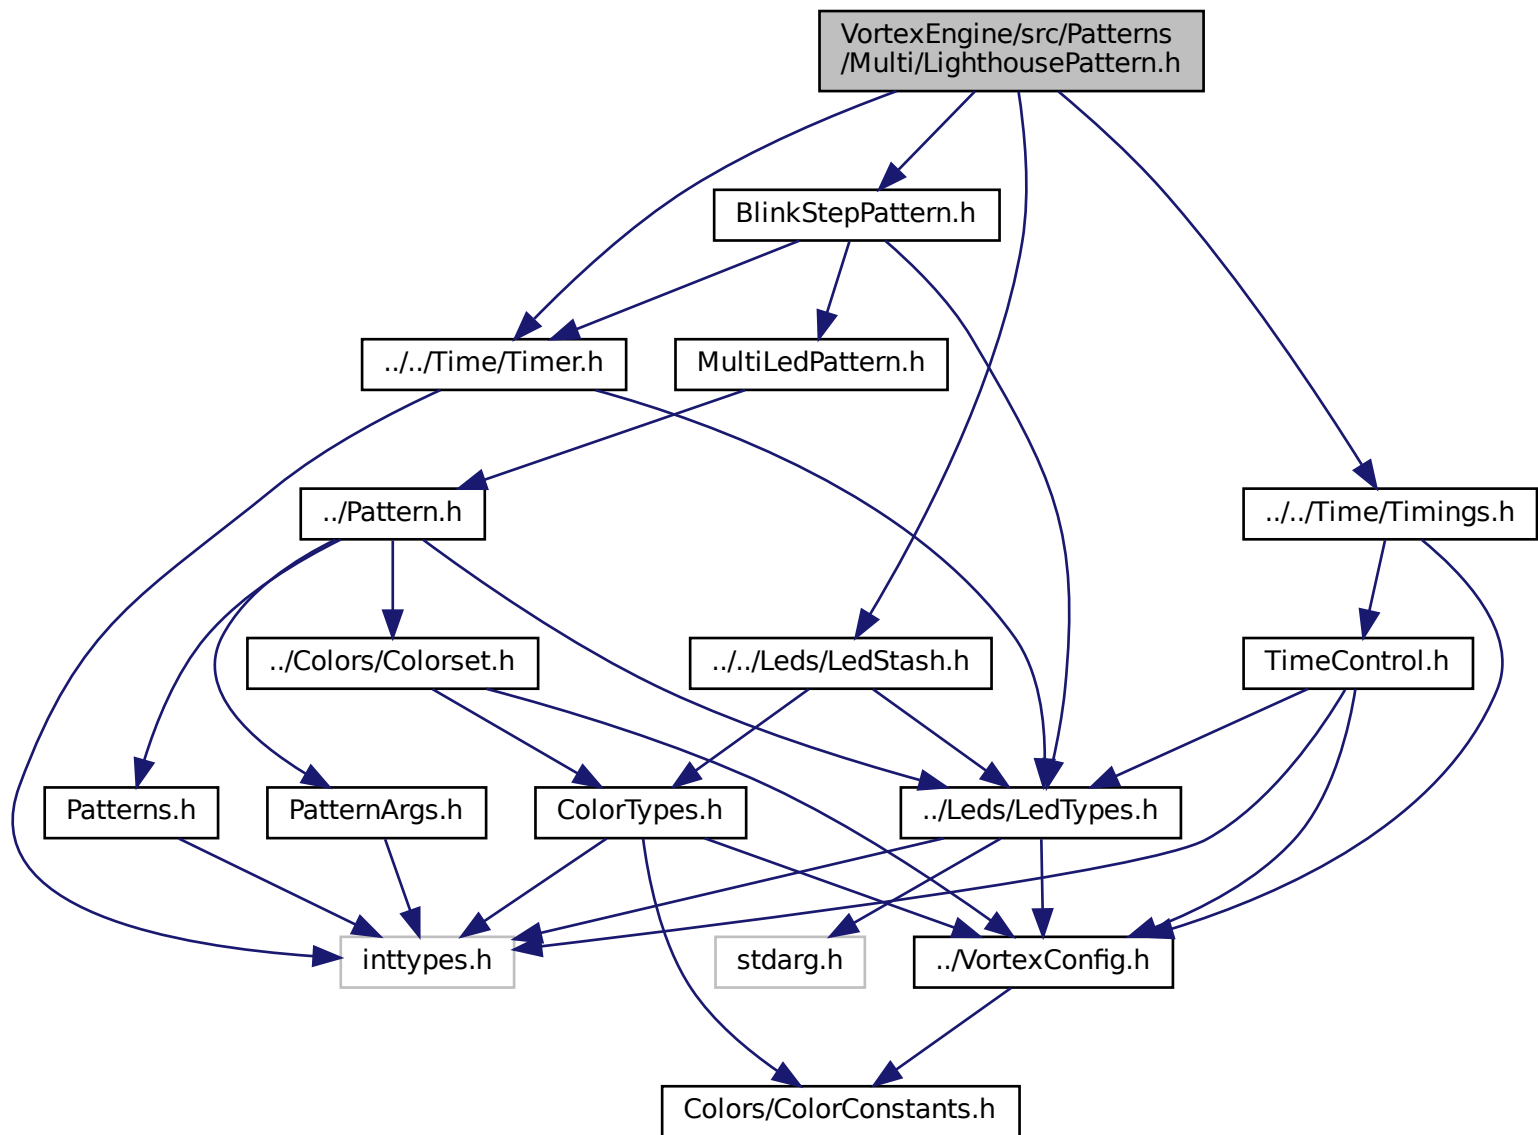 VortexEngine/src/Patterns
/Multi/LighthousePattern.h
BlinkStepPattern.h
../../Time/Timer.h
MultiLedPattern.h
../Pattern.h
../../Time/Timings.h
../Colors/Colorset.h
../../Leds/LedStash.h
TimeControl.h
Patterns.h
PatternArgs.h
ColorTypes.h
../Leds/LedTypes.h
inttypes.h
stdarg.h
../VortexConfig.h
Colors/ColorConstants.h